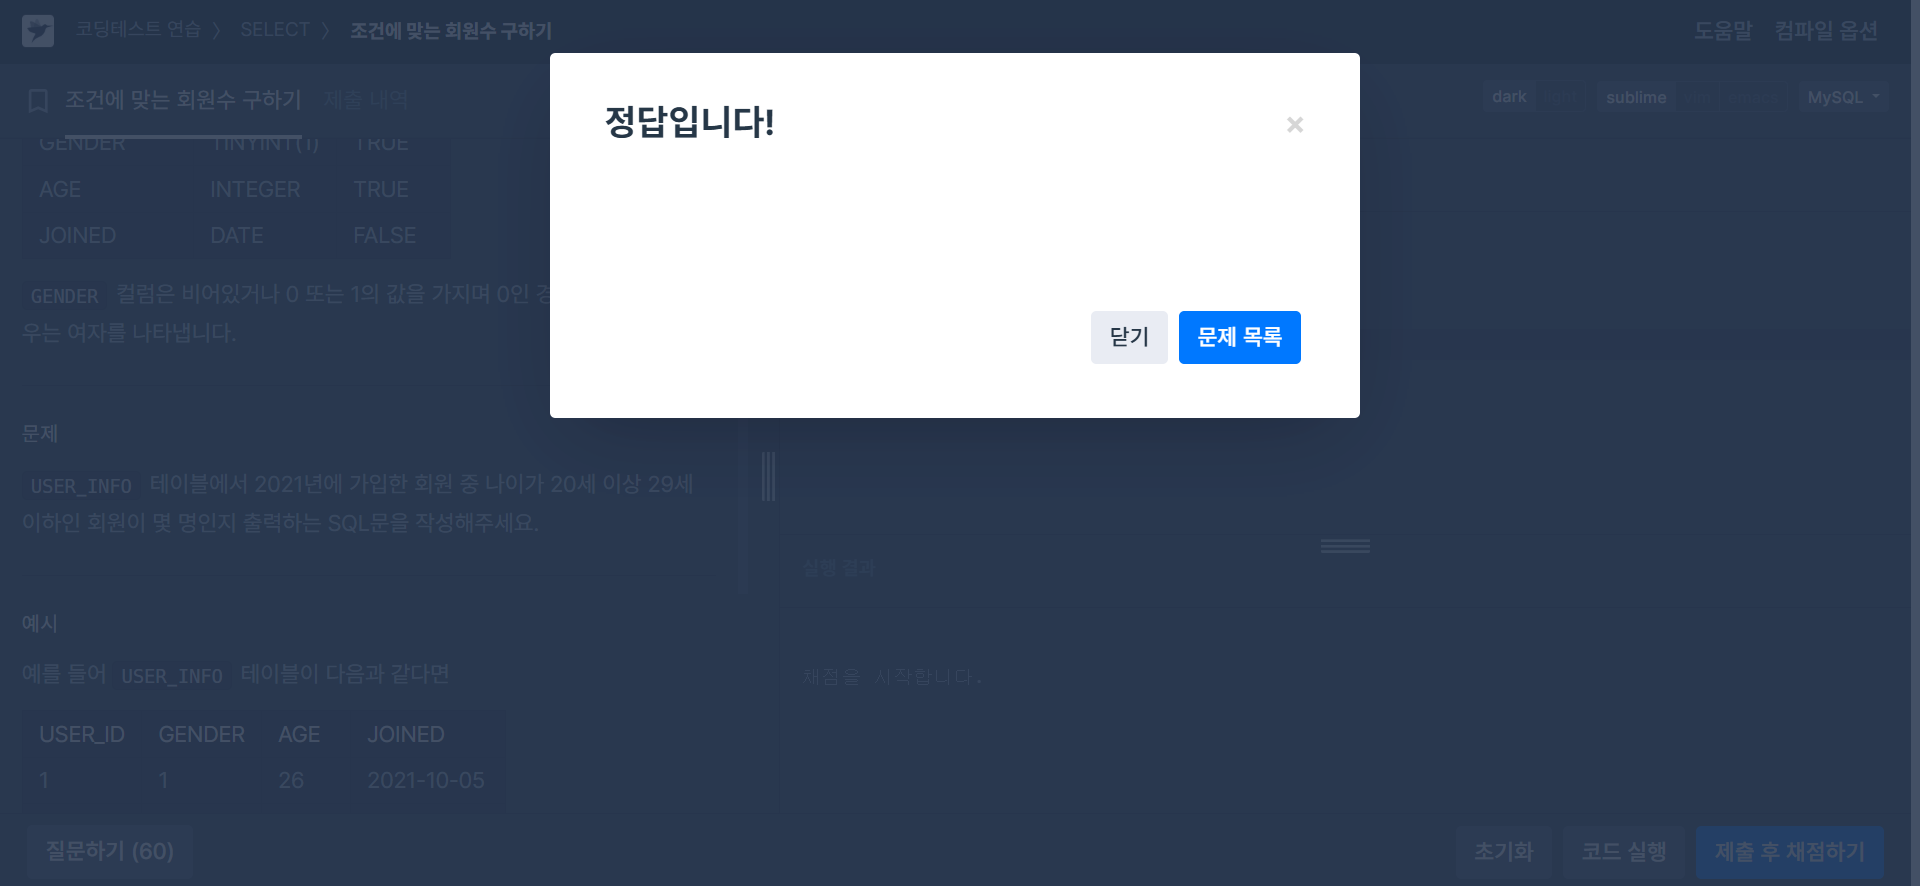 코딩테스트 연습 〉 SELECT 〉 조건에 맞는 회원수 구하기
도움말 컴파일 옵션
조건에 맞는 회원수 구하기 제출 내역
dark sublime MySQL
정답입니다!
×
닫기 문제 목록
GENDER TINYINT(1) TRUE
AGE INTEGER TRUE
JOINED DATE FALSE
GENDER 컬럼은 비어있거나 0 또는 1의 값을 가지며 0인 경
우는 여자를 나타냅니다.
문제
USER_INFO 테이블에서 2021년에 가입한 회원 중 나이가 20세 이상 29세
이하인 회원이 몇 명인지 출력하는 SQL문을 작성해주세요.
예시
예를 들어 USER_INFO 테이블이 다음과 같다면
USER_ID GENDER AGE JOINED
1 1 26 2021-10-05
실행 결과
채점을 시작합니다.
질문하기 (60)
초기화 코드 실행 제출 후 채점하기